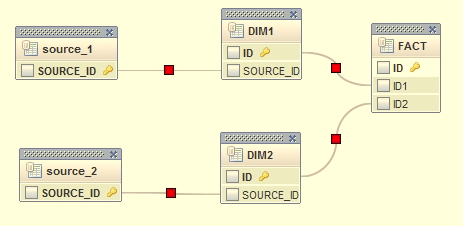 source_1
SOURCE_ID
DIM1
ID
SOURCE_ID
FACT
ID
ID1
ID2
source_2
SOURCE_ID
DIM2
ID
SOURCE_ID